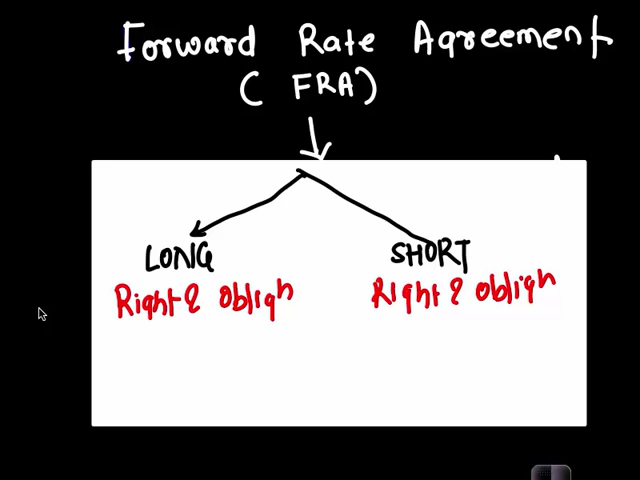 Forward Rate Agreement
(FRA)
LONG SHORT
Right & Oblign Right & Oblign